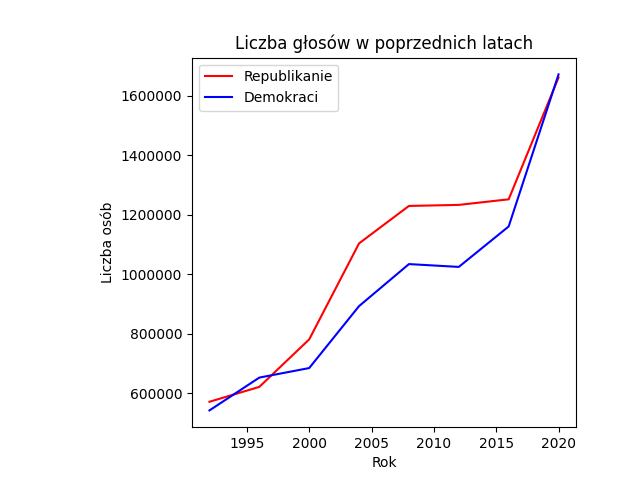 Liczba głosów w poprzednich latach
Republikanie
Demokraci
1600000
1400000
1200000
1000000
800000
600000
Liczba osób
1995 2000 2005 2010 2015 2020
Rok